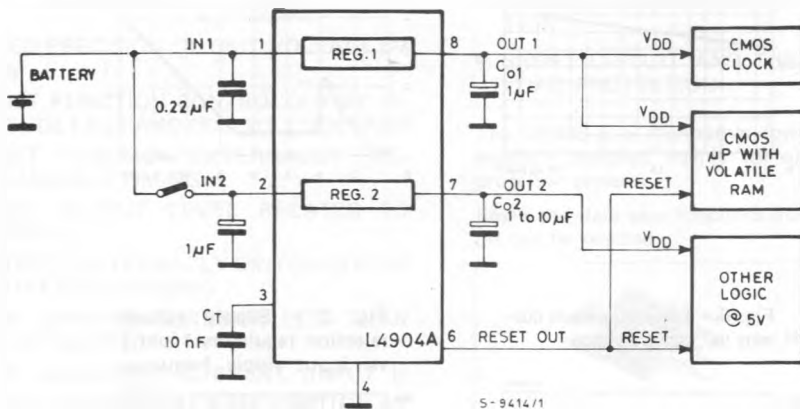 BATTERY
IN1
1
REG.1
8
OUT 1
Co1
1µF
0.22µF
VDD
CMOS
CLOCK
VDD
CMOS
µP WITH
VOLATILE
RAM
RESET
IN2
2
REG. 2
7
OUT 2
Co2
1 to 10µF
1µF
VDD
OTHER
LOGIC
@ 5V
3
CT
10 nF
L4904A
6
RESET OUT
RESET
4
S-9414/1